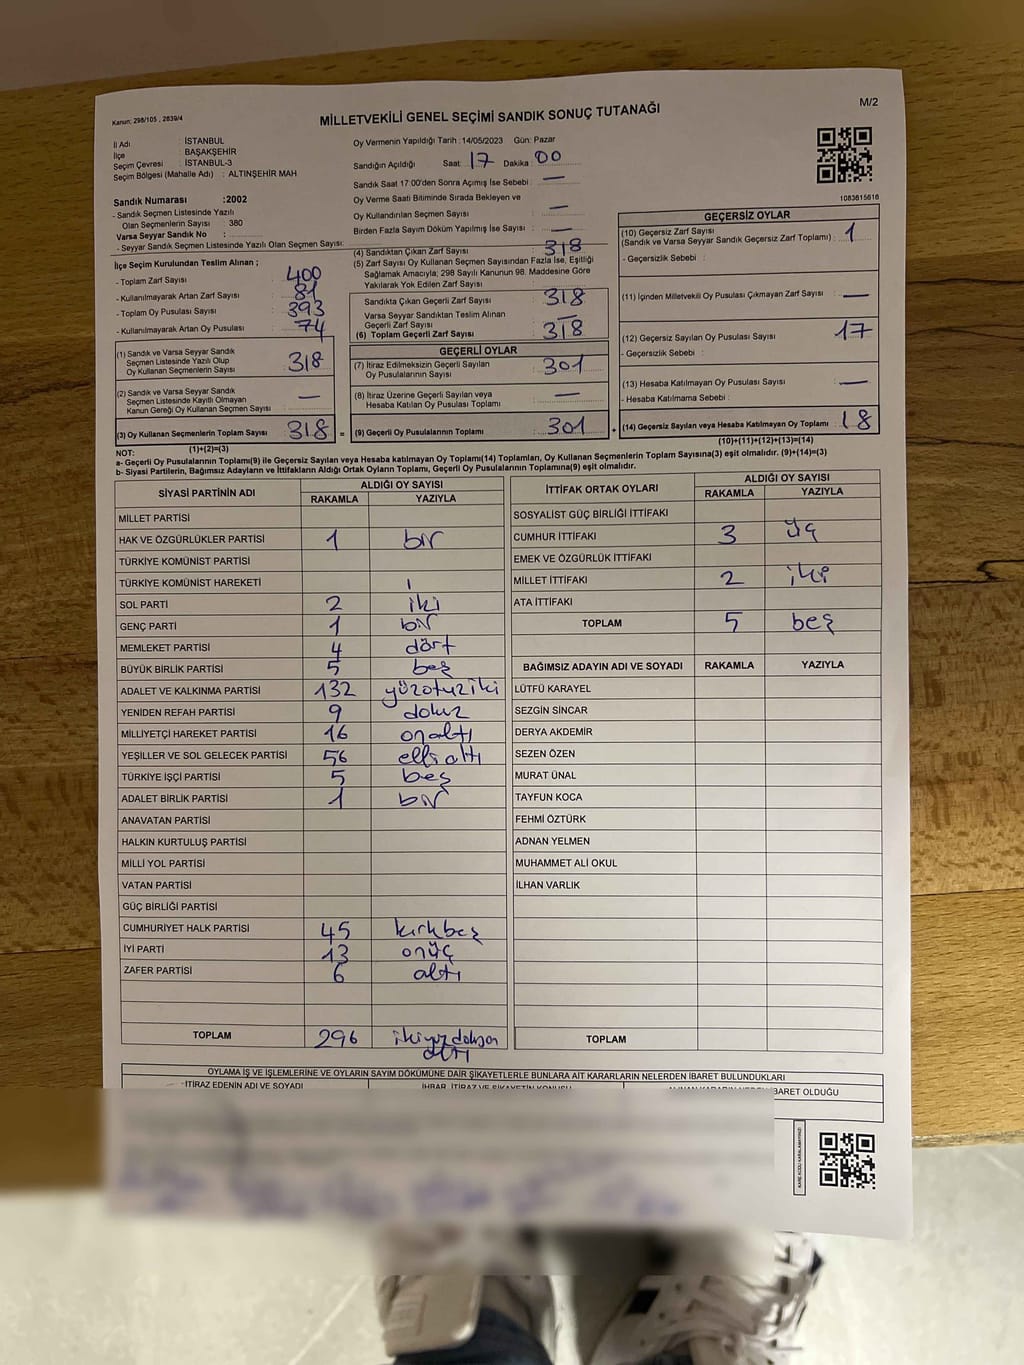 Kanun: 298/105 , 2839/4
MİLLETVEKİLİ GENEL SEÇİMİ SANDIK SONUÇ TUTANAĞI
M/2
İl Adı : İSTANBUL
İlçe : BAŞAKŞEHİR
Seçim Çevresi : İSTANBUL-3
Seçim Bölgesi (Mahalle Adı) : ALTINŞEHİR MAH
Sandık Numarası :2002
- Sandık Seçmen Listesinde Yazılı
Olan Seçmenlerin Sayısı : 380
Varsa Seyyar Sandık No :
- Seyyar Sandık Seçmen Listesinde Yazılı Olan Seçmen Sayısı:
Oy Vermenin Yapıldığı Tarih : 14/05/2023 Gün: Pazar
Sandığın Açıldığı Saat : 17 Dakika : 00
Sandık Saat 17:00'den Sonra Açımış İse Sebebi : —
Oy Verme Saati Bitiminde Sırada Bekleyen ve
Oy Kullandırılan Seçmen Sayısı : —
Birden Fazla Sayım Döküm Yapılmış İse Sayısı : —
1083615616
İlçe Seçim Kurulundan Teslim Alınan ;
- Toplam Zarf Sayısı : 400
- Kullanılmayarak Artan Zarf Sayısı : 81
- Toplam Oy Pusulası Sayısı : 393
- Kullanılmayarak Artan Oy Pusulası : 74
(1) Sandık ve Varsa Seyyar Sandık
Seçmen Listesinde Yazılı Olup
Oy Kullanan Seçmenlerin Sayısı : 318
(2) Sandık ve Varsa Seyyar Sandık
Seçmen Listesinde Kayıtlı Olmayan
Kanun Gereği Oy Kullanan Seçmen Sayısı : —
(3) Oy Kullanan Seçmenlerin Toplam Sayısı : 318 =
(1)+(2)=(3)
(4) Sandıktan Çıkan Zarf Sayısı : 318
(5) Zarf Sayısı Oy Kullanan Seçmen Sayısından Fazla İse, Eşitliği
Sağlamak Amacıyla; 298 Sayılı Kanunun 98. Maddesine Göre
Yakılarak Yok Edilen Zarf Sayısı :
Sandıkta Çıkan Geçerli Zarf Sayısı : 318
Varsa Seyyar Sandıktan Teslim Alınan
Geçerli Zarf Sayısı : —
(6) Toplam Geçerli Zarf Sayısı : 318
GEÇERLİ OYLAR
(7) İtiraz Edilmeksizin Geçerli Sayılan
Oy Pusulalarının Sayısı : 301
(8) İtiraz Üzerine Geçerli Sayılan veya
Hesaba Katılan Oy Pusulası Toplamı : —
(9) Geçerli Oy Pusulalarının Toplamı : 301 +
GEÇERSİZ OYLAR
(10) Geçersiz Zarf Sayısı
(Sandık ve Varsa Seyyar Sandık Geçersiz Zarf Toplamı) : 1
- Geçersizlik Sebebi :
(11) İçinden Milletvekili Oy Pusulası Çıkmayan Zarf Sayısı : —
(12) Geçersiz Sayılan Oy Pusulası Sayısı : 17
- Geçersizlik Sebebi :
(13) Hesaba Katılmayan Oy Pusulası Sayısı : —
- Hesaba Katılmama Sebebi :
(14) Geçersiz Sayılan veya Hesaba Katılmayan Oy Toplamı : 18
(10)+(11)+(12)+(13)=(14)
NOT:
a- Geçerli Oy Pusulalarının Toplamı(9) ile Geçersiz Sayılan veya Hesaba Katılmayan Oy Toplamı(14) Toplamları, Oy Kullanan Seçmenlerin Toplam Sayısına(3) eşit olmalıdır. (9)+(14)=(3)
b- Siyasi Partilerin, Bağımsız Adayların ve İttifakların Aldığı Ortak Oyların Toplamı, Geçerli Oy Pusulalarının Toplamına(9) eşit olmalıdır.
SİYASİ PARTİNİN ADI ALDIĞI OY SAYISI
RAKAMLA YAZIYLA
MİLLET PARTİSİ
HAK VE ÖZGÜRLÜKLER PARTİSİ 1 bir
TÜRKİYE KOMÜNİST PARTİSİ
TÜRKİYE KOMÜNİST HAREKETİ
SOL PARTİ 2 iki
GENÇ PARTİ 1 bir
MEMLEKET PARTİSİ 4 dört
BÜYÜK BİRLİK PARTİSİ 5 beş
ADALET VE KALKINMA PARTİSİ 132 yüzotuziki
YENİDEN REFAH PARTİSİ 9 dokuz
MİLLİYETÇİ HAREKET PARTİSİ 16 onaltı
YEŞİLLER VE SOL GELECEK PARTİSİ 56 ellialtı
TÜRKİYE İŞÇİ PARTİSİ 5 beş
ADALET BİRLİK PARTİSİ 1 bir
ANAVATAN PARTİSİ
HALKIN KURTULUŞ PARTİSİ
MİLLİ YOL PARTİSİ
VATAN PARTİSİ
GÜÇ BİRLİĞİ PARTİSİ
CUMHURİYET HALK PARTİSİ 45 kırkbeş
İYİ PARTİ 13 onüç
ZAFER PARTİSİ 6 altı
TOPLAM 296 ikiyüzdoksan
altı
İTTİFAK ORTAK OYLARI ALDIĞI OY SAYISI
RAKAMLA YAZIYLA
SOSYALİST GÜÇ BİRLİĞİ İTTİFAKI
CUMHUR İTTİFAKI 3 üç
EMEK VE ÖZGÜRLÜK İTTİFAKI
MİLLET İTTİFAKI 2 iki
ATA İTTİFAKI
TOPLAM 5 beş
BAĞIMSIZ ADAYIN ADI VE SOYADI RAKAMLA YAZIYLA
LÜTFÜ KARAYEL
SEZGİN SİNCAR
DERYA AKDEMİR
SEZEN ÖZEN
MURAT ÜNAL
TAYFUN KOCA
FEHMİ ÖZTÜRK
ADNAN YELMEN
MUHAMMET ALİ OKUL
İLHAN VARLIK
TOPLAM
OYLAMA İŞ VE İŞLEMLERİNE VE OYLARIN SAYIM DÖKÜMÜNE DAİR ŞİKAYETLERLE BUNLARA AİT KARARLARIN NELERDEN İBARET BULUNDUKLARI
İTİRAZ EDENİN ADI VE SOYADI İHBAR, İTİRAZ VE ŞİKAYETİN KONUSU ALINAN KARARIN NEDEN İBARET OLDUĞU